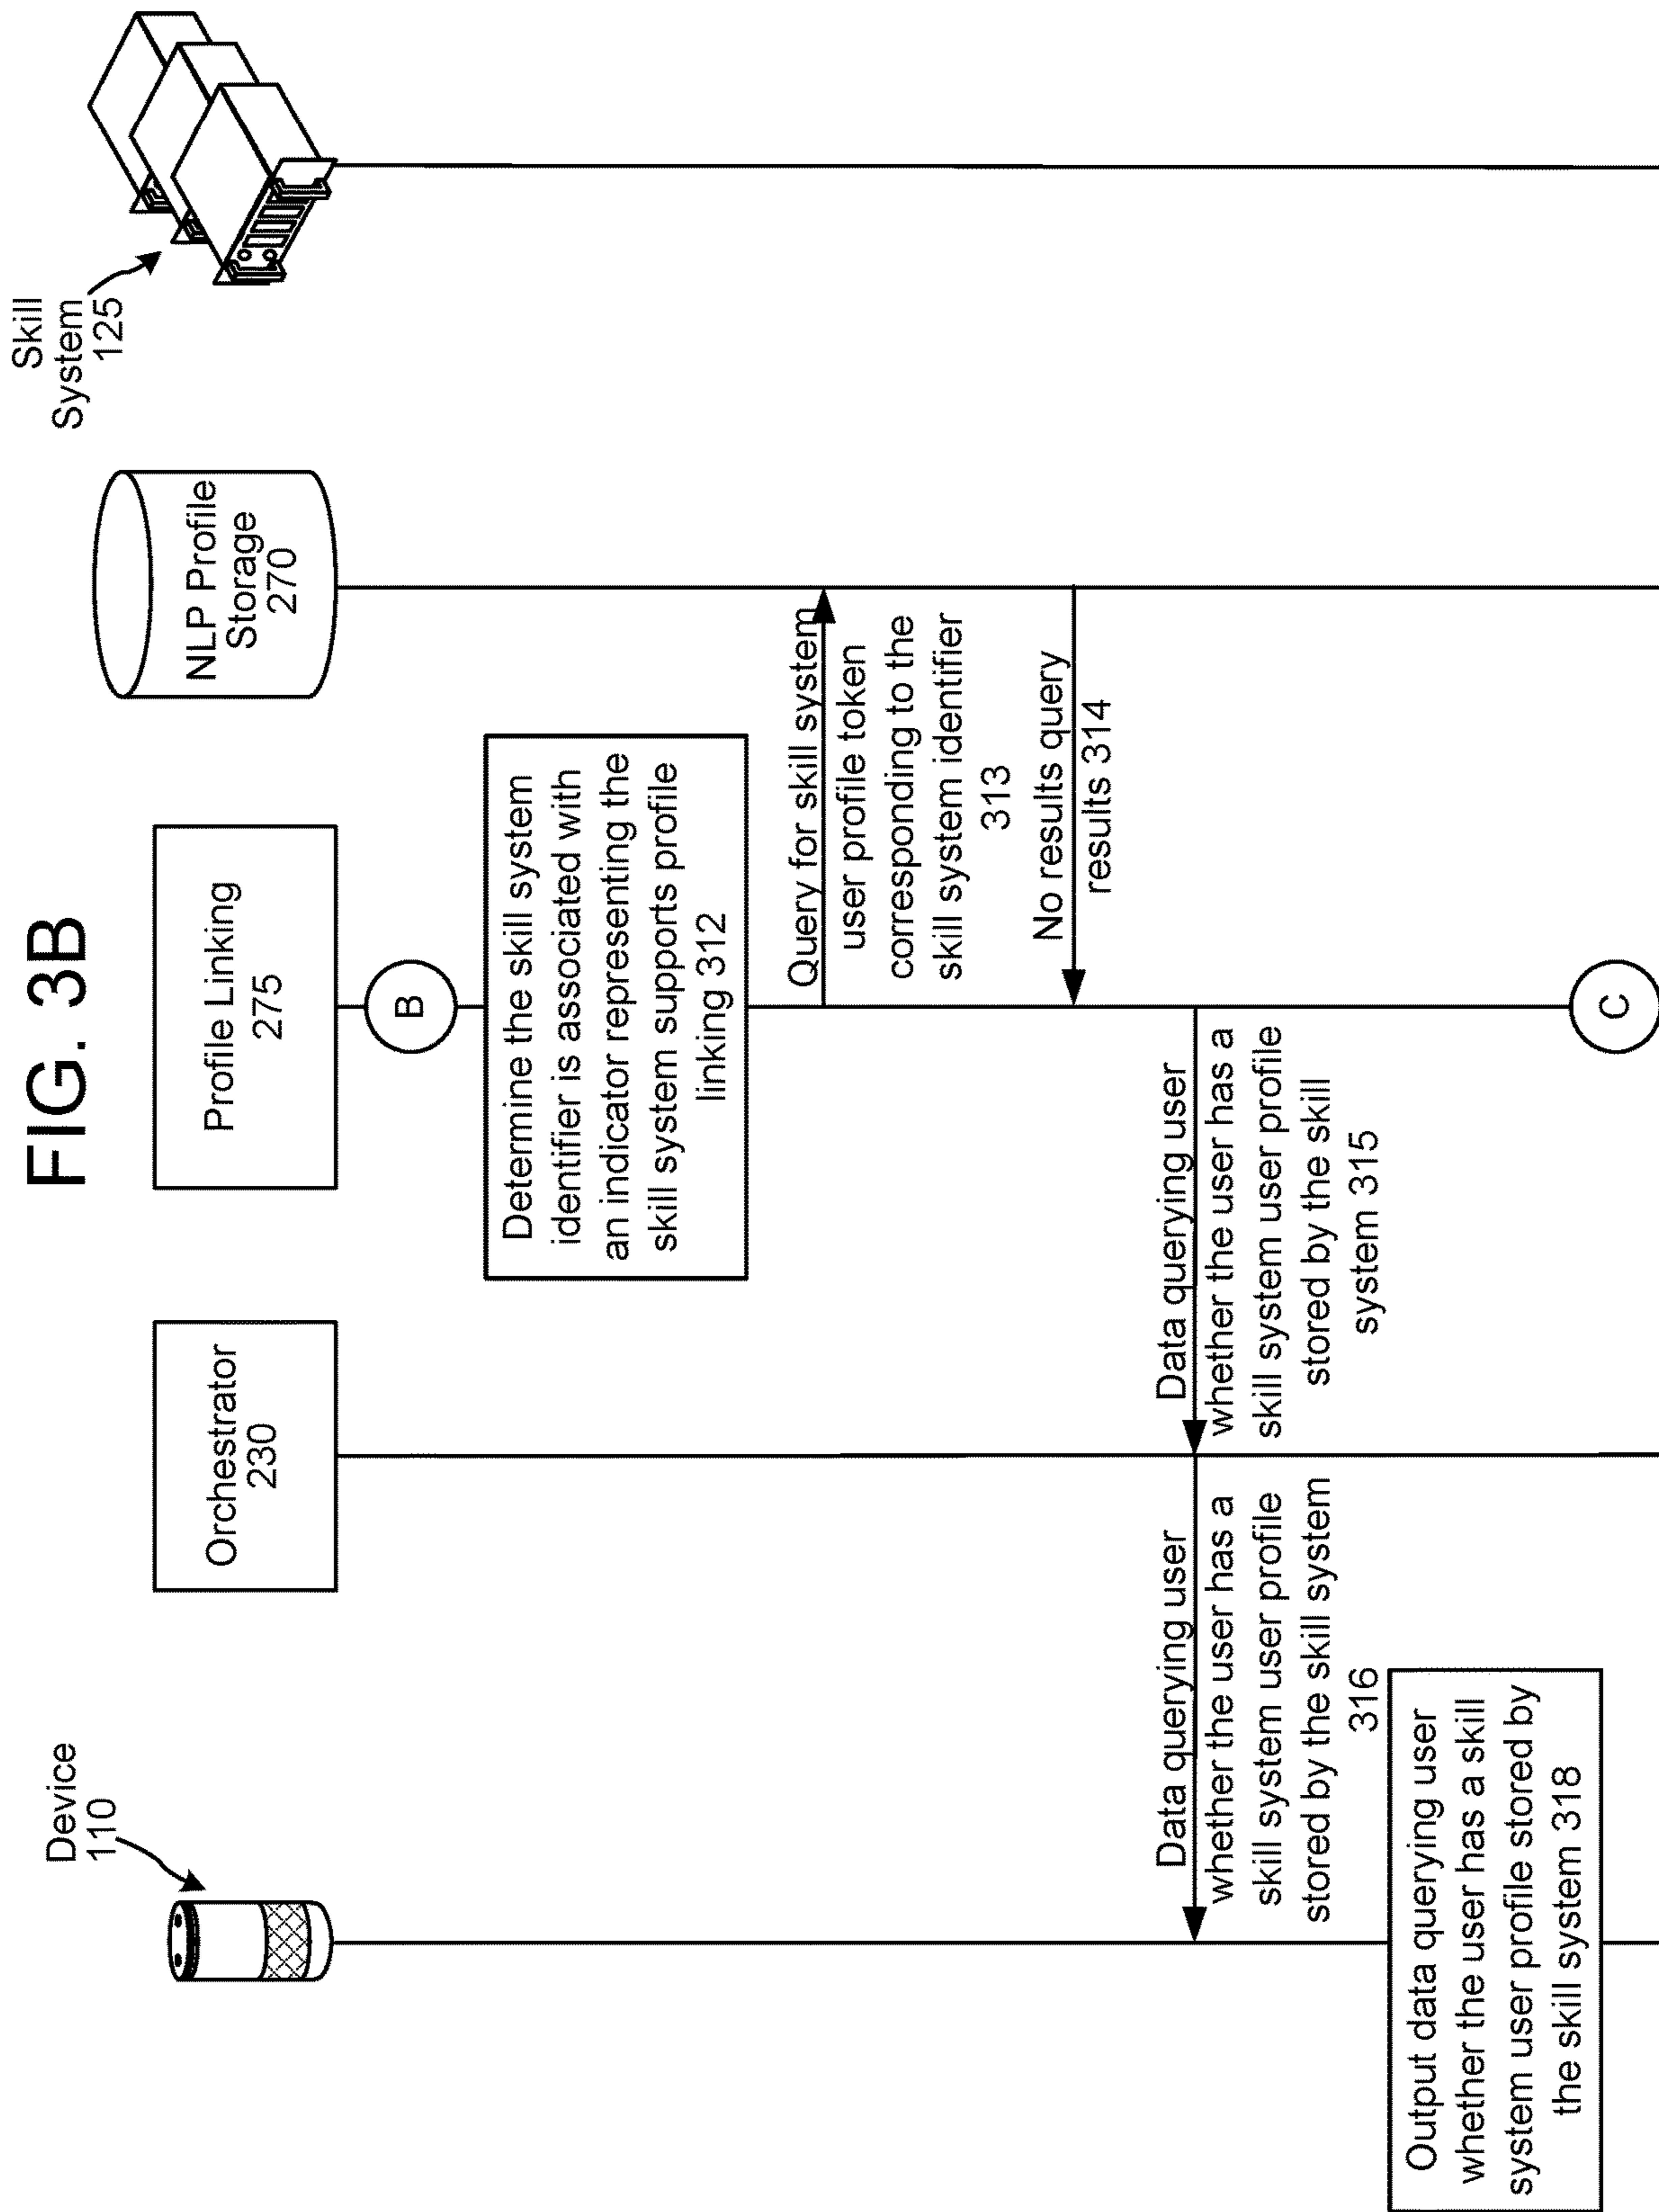 FIG. 3B
Device
110
Orchestrator
230
Profile Linking
275
NLP Profile
Storage
270
Skill
System
125
B
Determine the skill system
identifier is associated with
an indicator representing the
skill system supports profile
linking 312
Query for skill system
user profile token
corresponding to the
skill system identifier
313
No results query
results 314
Data querying user
whether the user has a
skill system user profile
stored by the skill
system 315
Data querying user
whether the user has a
skill system user profile
stored by the skill system
316
Output data querying user
whether the user has a skill
system user profile stored by
the skill system 318
C